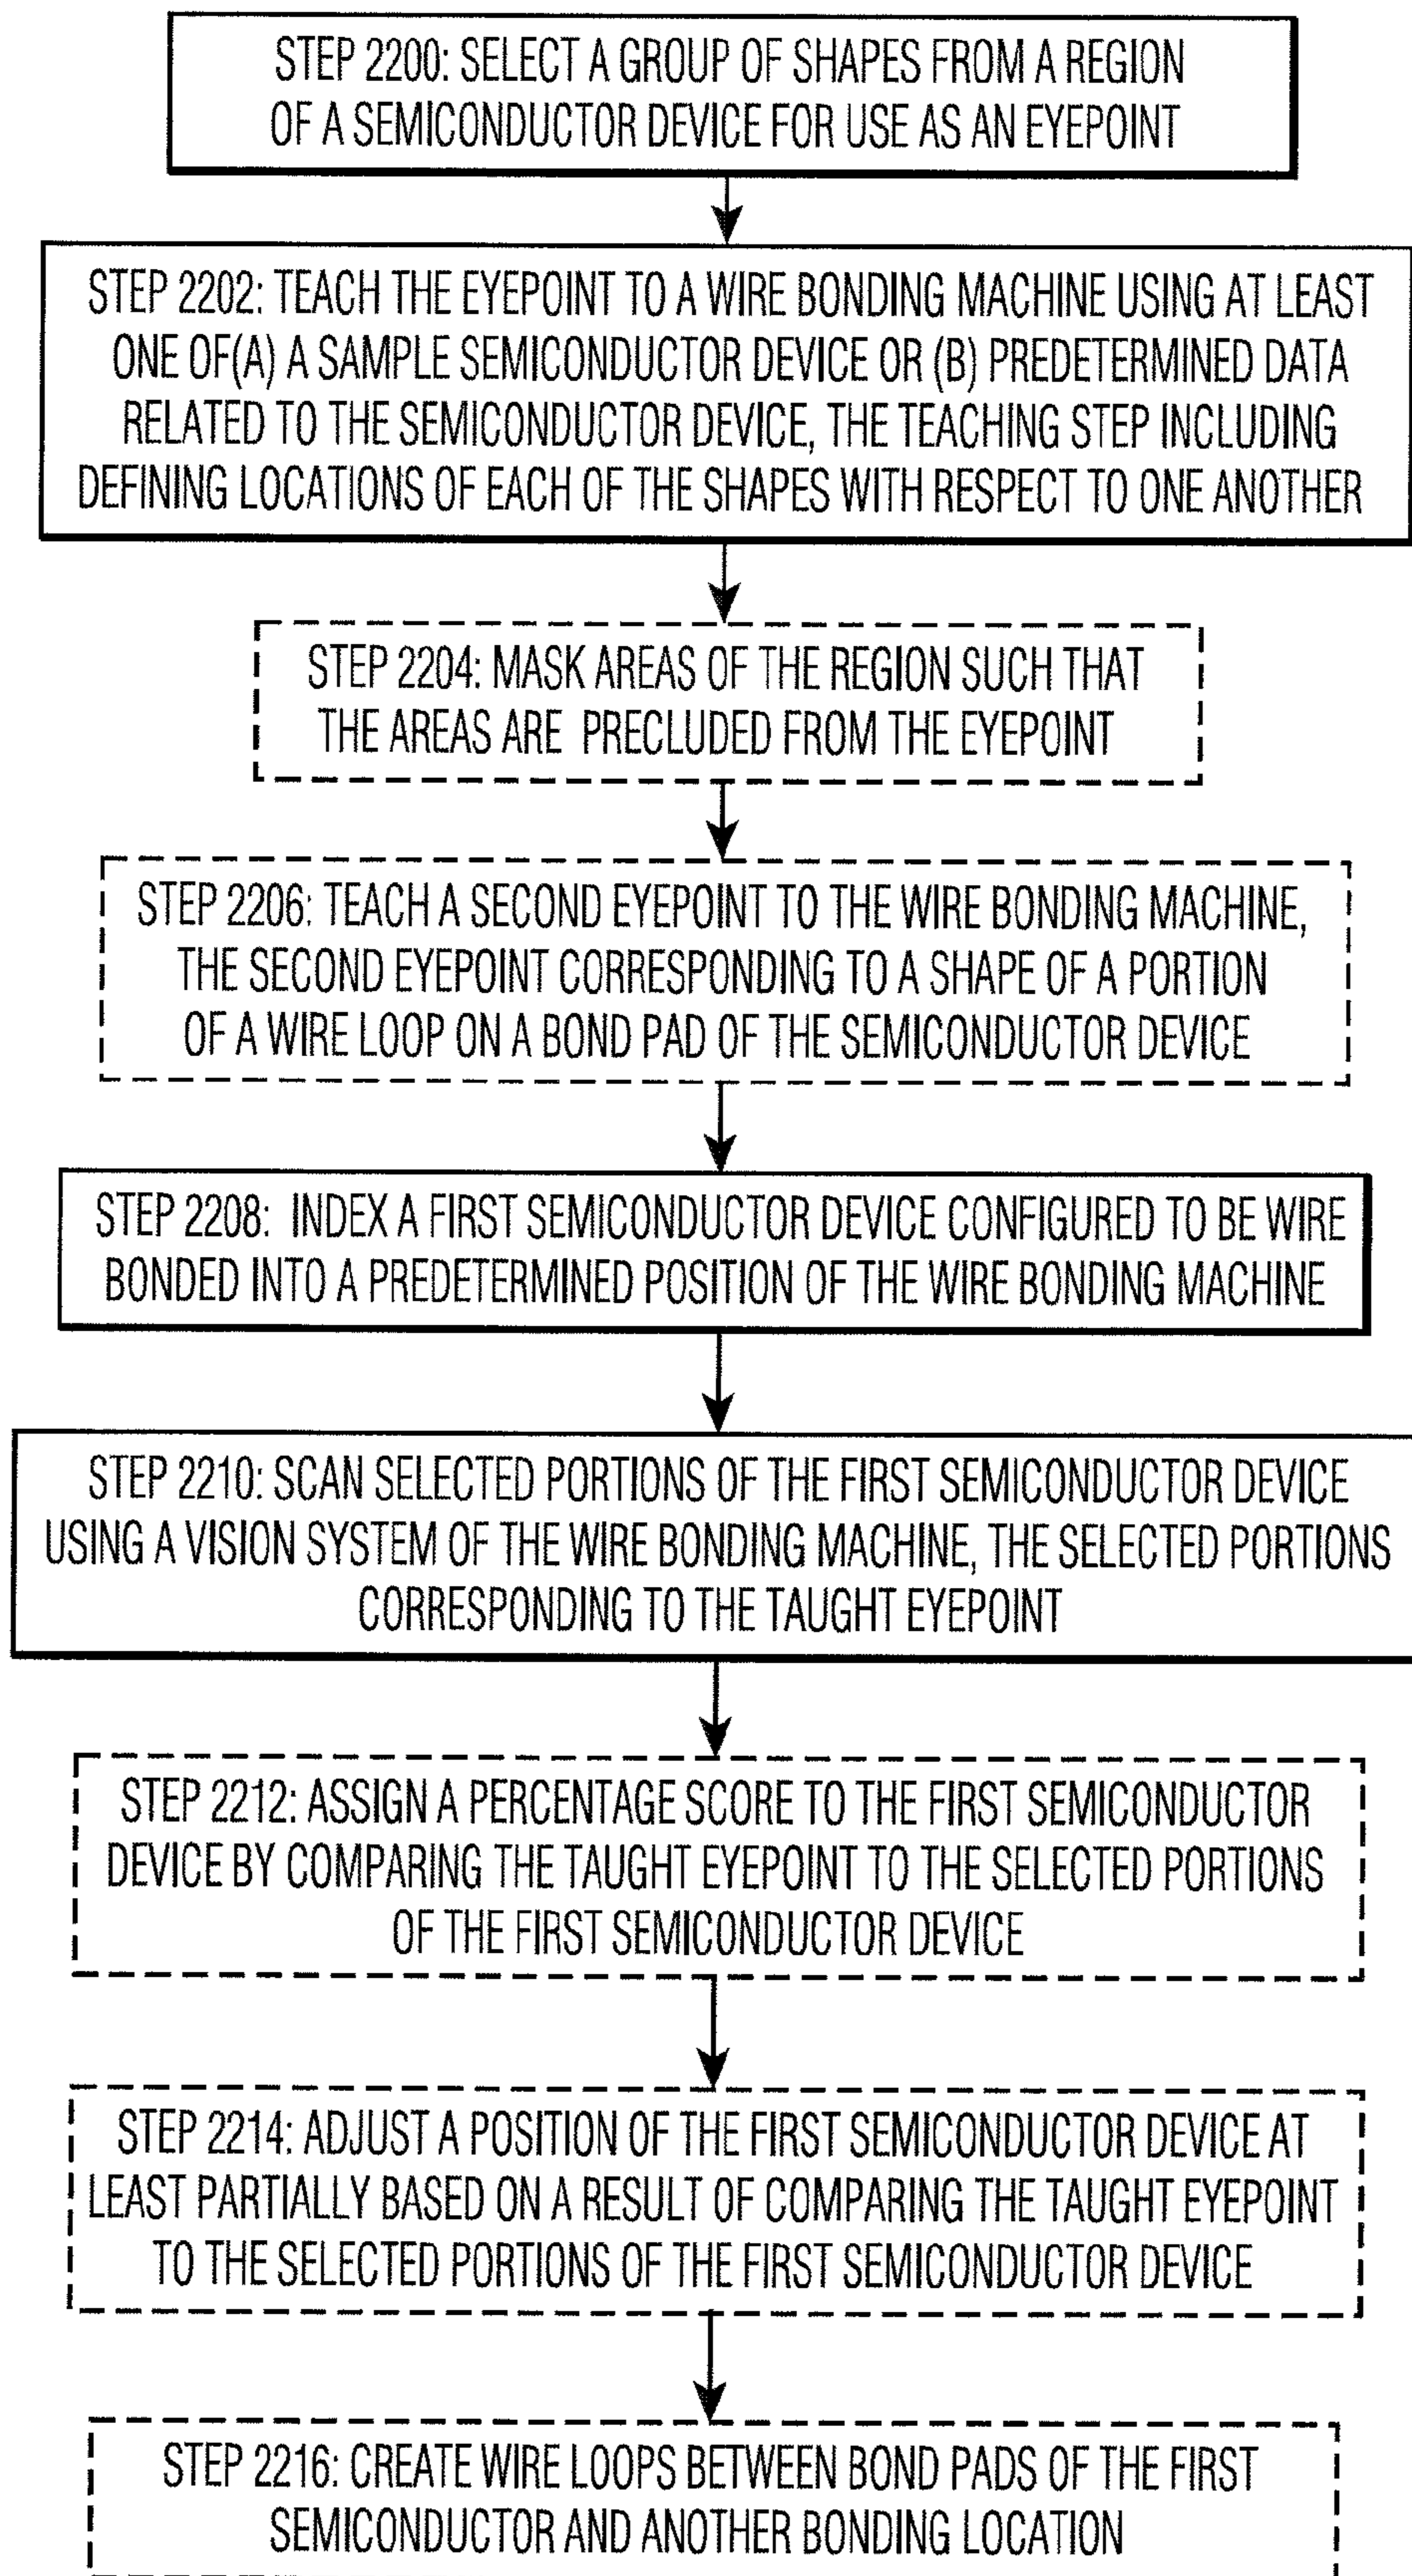 STEP 2200: SELECT A GROUP OF SHAPES FROM A REGION
OF A SEMICONDUCTOR DEVICE FOR USE AS AN EYEPOINT
STEP 2202: TEACH THE EYEPOINT TO A WIRE BONDING MACHINE USING AT LEAST
ONE OF(A) A SAMPLE SEMICONDUCTOR DEVICE OR (B) PREDETERMINED DATA
RELATED TO THE SEMICONDUCTOR DEVICE, THE TEACHING STEP INCLUDING
DEFINING LOCATIONS OF EACH OF THE SHAPES WITH RESPECT TO ONE ANOTHER
STEP 2204: MASK AREAS OF THE REGION SUCH THAT
THE AREAS ARE PRECLUDED FROM THE EYEPOINT
STEP 2206: TEACH A SECOND EYEPOINT TO THE WIRE BONDING MACHINE,
THE SECOND EYEPOINT CORRESPONDING TO A SHAPE OF A PORTION
OF A WIRE LOOP ON A BOND PAD OF THE SEMICONDUCTOR DEVICE
STEP 2208: INDEX A FIRST SEMICONDUCTOR DEVICE CONFIGURED TO BE WIRE
BONDED INTO A PREDETERMINED POSITION OF THE WIRE BONDING MACHINE
STEP 2210: SCAN SELECTED PORTIONS OF THE FIRST SEMICONDUCTOR DEVICE
USING A VISION SYSTEM OF THE WIRE BONDING MACHINE, THE SELECTED PORTIONS
CORRESPONDING TO THE TAUGHT EYEPOINT
STEP 2212: ASSIGN A PERCENTAGE SCORE TO THE FIRST SEMICONDUCTOR
DEVICE BY COMPARING THE TAUGHT EYEPOINT TO THE SELECTED PORTIONS
OF THE FIRST SEMICONDUCTOR DEVICE
STEP 2214: ADJUST A POSITION OF THE FIRST SEMICONDUCTOR DEVICE AT
LEAST PARTIALLY BASED ON A RESULT OF COMPARING THE TAUGHT EYEPOINT
TO THE SELECTED PORTIONS OF THE FIRST SEMICONDUCTOR DEVICE
STEP 2216: CREATE WIRE LOOPS BETWEEN BOND PADS OF THE FIRST
SEMICONDUCTOR AND ANOTHER BONDING LOCATION